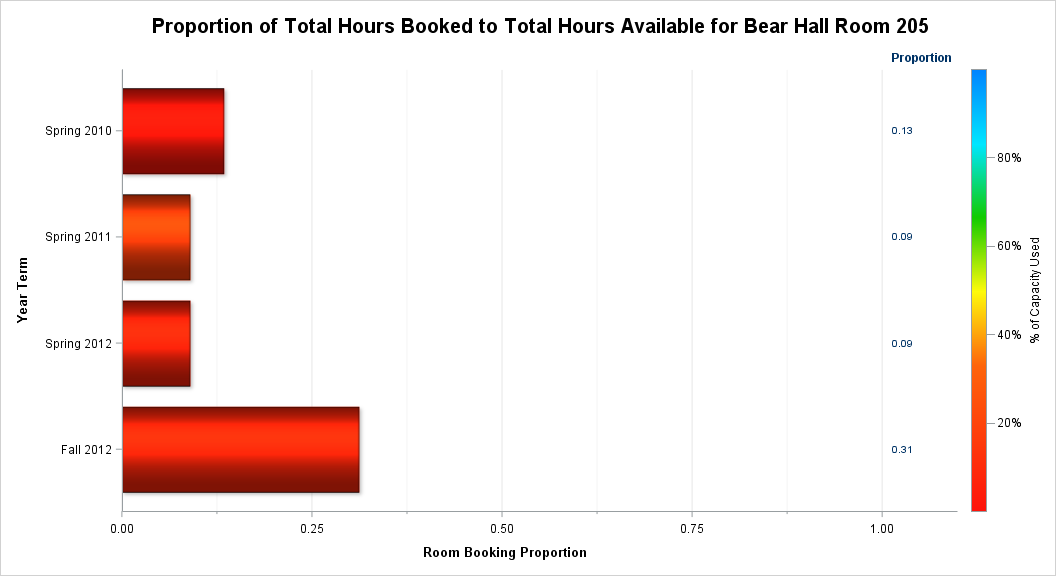 Proportion of Total Hours Booked to Total Hours Available for Bear Hall Room 205
Proportion
Spring 2010
0.13
80%
Spring 2011
0.09
60%
Year Term
% of Capacity Used
Spring 2012
0.09
40%
20%
Fall 2012
0.31
0.00 0.25 0.50 0.75 1.00
Room Booking Proportion